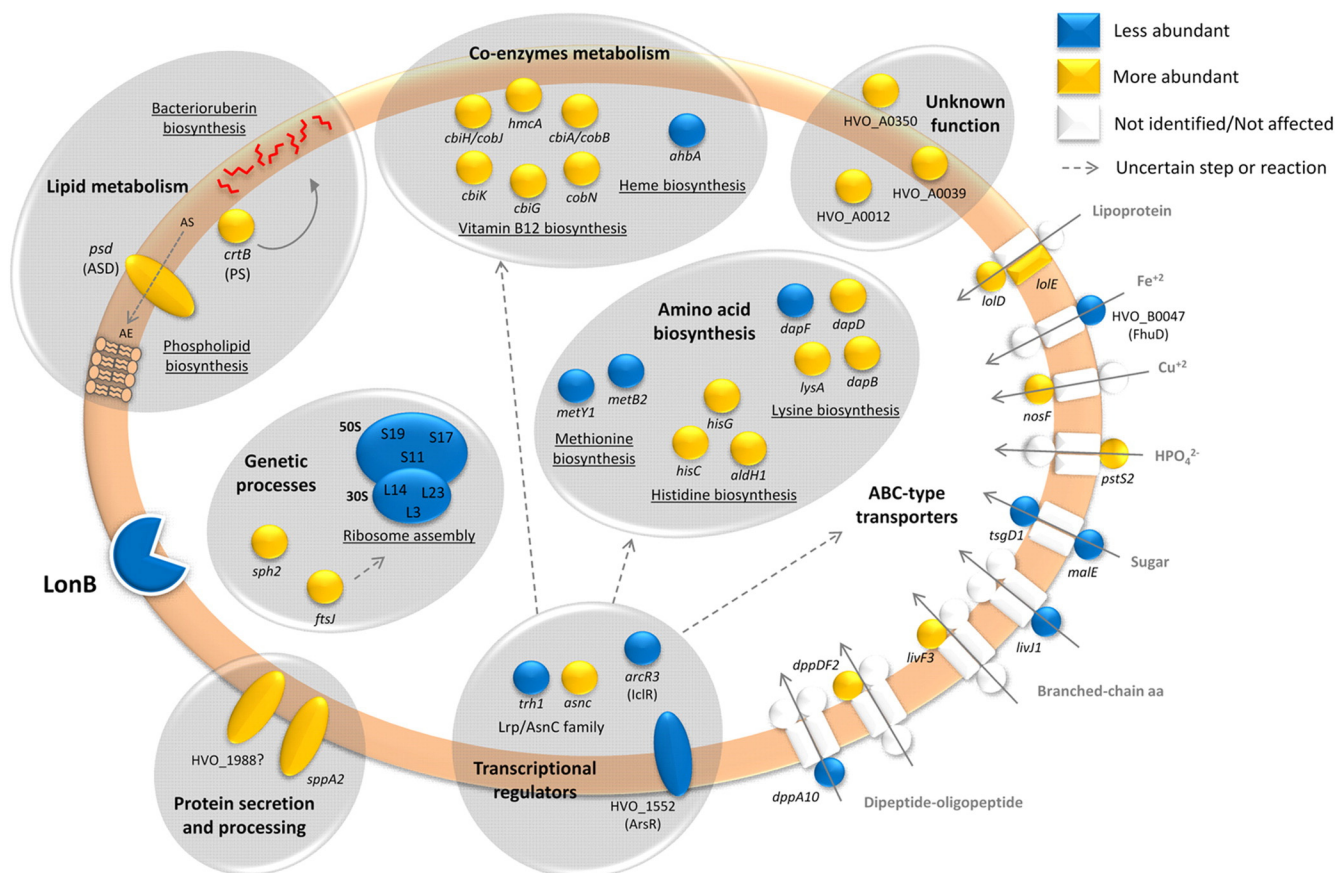 Less abundant
More abundant
Not identified/Not affected
Uncertain step or reaction
Co-enzymes metabolism
cbiH/cobJ
hmcA
cbiA/cobB
ahbA
cbiK
cbiG
cobN
Heme biosynthesis
Vitamin B12 biosynthesis
Unknown
function
HVO_A0350
HVO_A0039
HVO_A0012
Bacterioruberin
biosynthesis
Lipid metabolism
AS
psd
(ASD)
crtB
(PS)
AE
Phospholipid
biosynthesis
Amino acid
biosynthesis
dapF
dapD
lysA
dapB
Lysine biosynthesis
metY1
metB2
Methionine
biosynthesis
hisG
hisC
aldH1
Histidine biosynthesis
Genetic
processes
50S
S19
S17
S11
30S
L14
L23
L3
Ribosome assembly
sph2
ftsJ
LonB
ABC-type
transporters
Lipoprotein
lolD
lolE
Fe+2
HVO_B0047
(FhuD)
Cu+2
nosF
HPO42-
pstS2
tsgD1
malE
Sugar
livJ1
livF3
Branched-chain aa
dppDF2
dppA10
Dipeptide-oligopeptide
trh1
asnc
arcR3
(IclR)
Lrp/AsnC family
Transcriptional
regulators
HVO_1552
(ArsR)
HVO_1988?
sppA2
Protein secretion
and processing